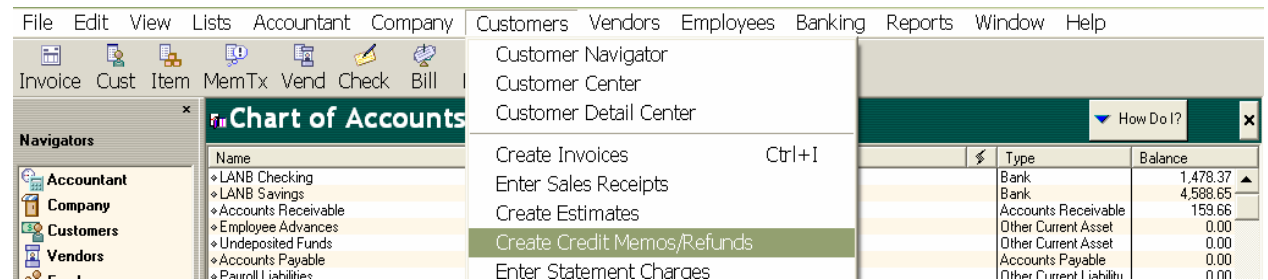 File Edit View Lists Accountant Company Customers Vendors Employees Banking Reports Window Help
Invoice Cust Item MemTx Vend Check Bill
Customer Navigator
Customer Center
Customer Detail Center
Create Invoices Ctrl+I
Enter Sales Receipts
Create Estimates
Create Credit Memos/Refunds
Enter Statement Charges
Navigators
Accountant
Company
Customers
Vendors
Chart of Accounts How Do I?
Name Type Balance
LANB Checking Bank 1,478.37
LANB Savings Bank 4,588.65
Accounts Receivable Accounts Receivable 159.66
Employee Advances Other Current Asset 0.00
Undeposited Funds Other Current Asset 0.00
Accounts Payable Accounts Payable 0.00
Payroll Liabilities Other Current Liability 0.00